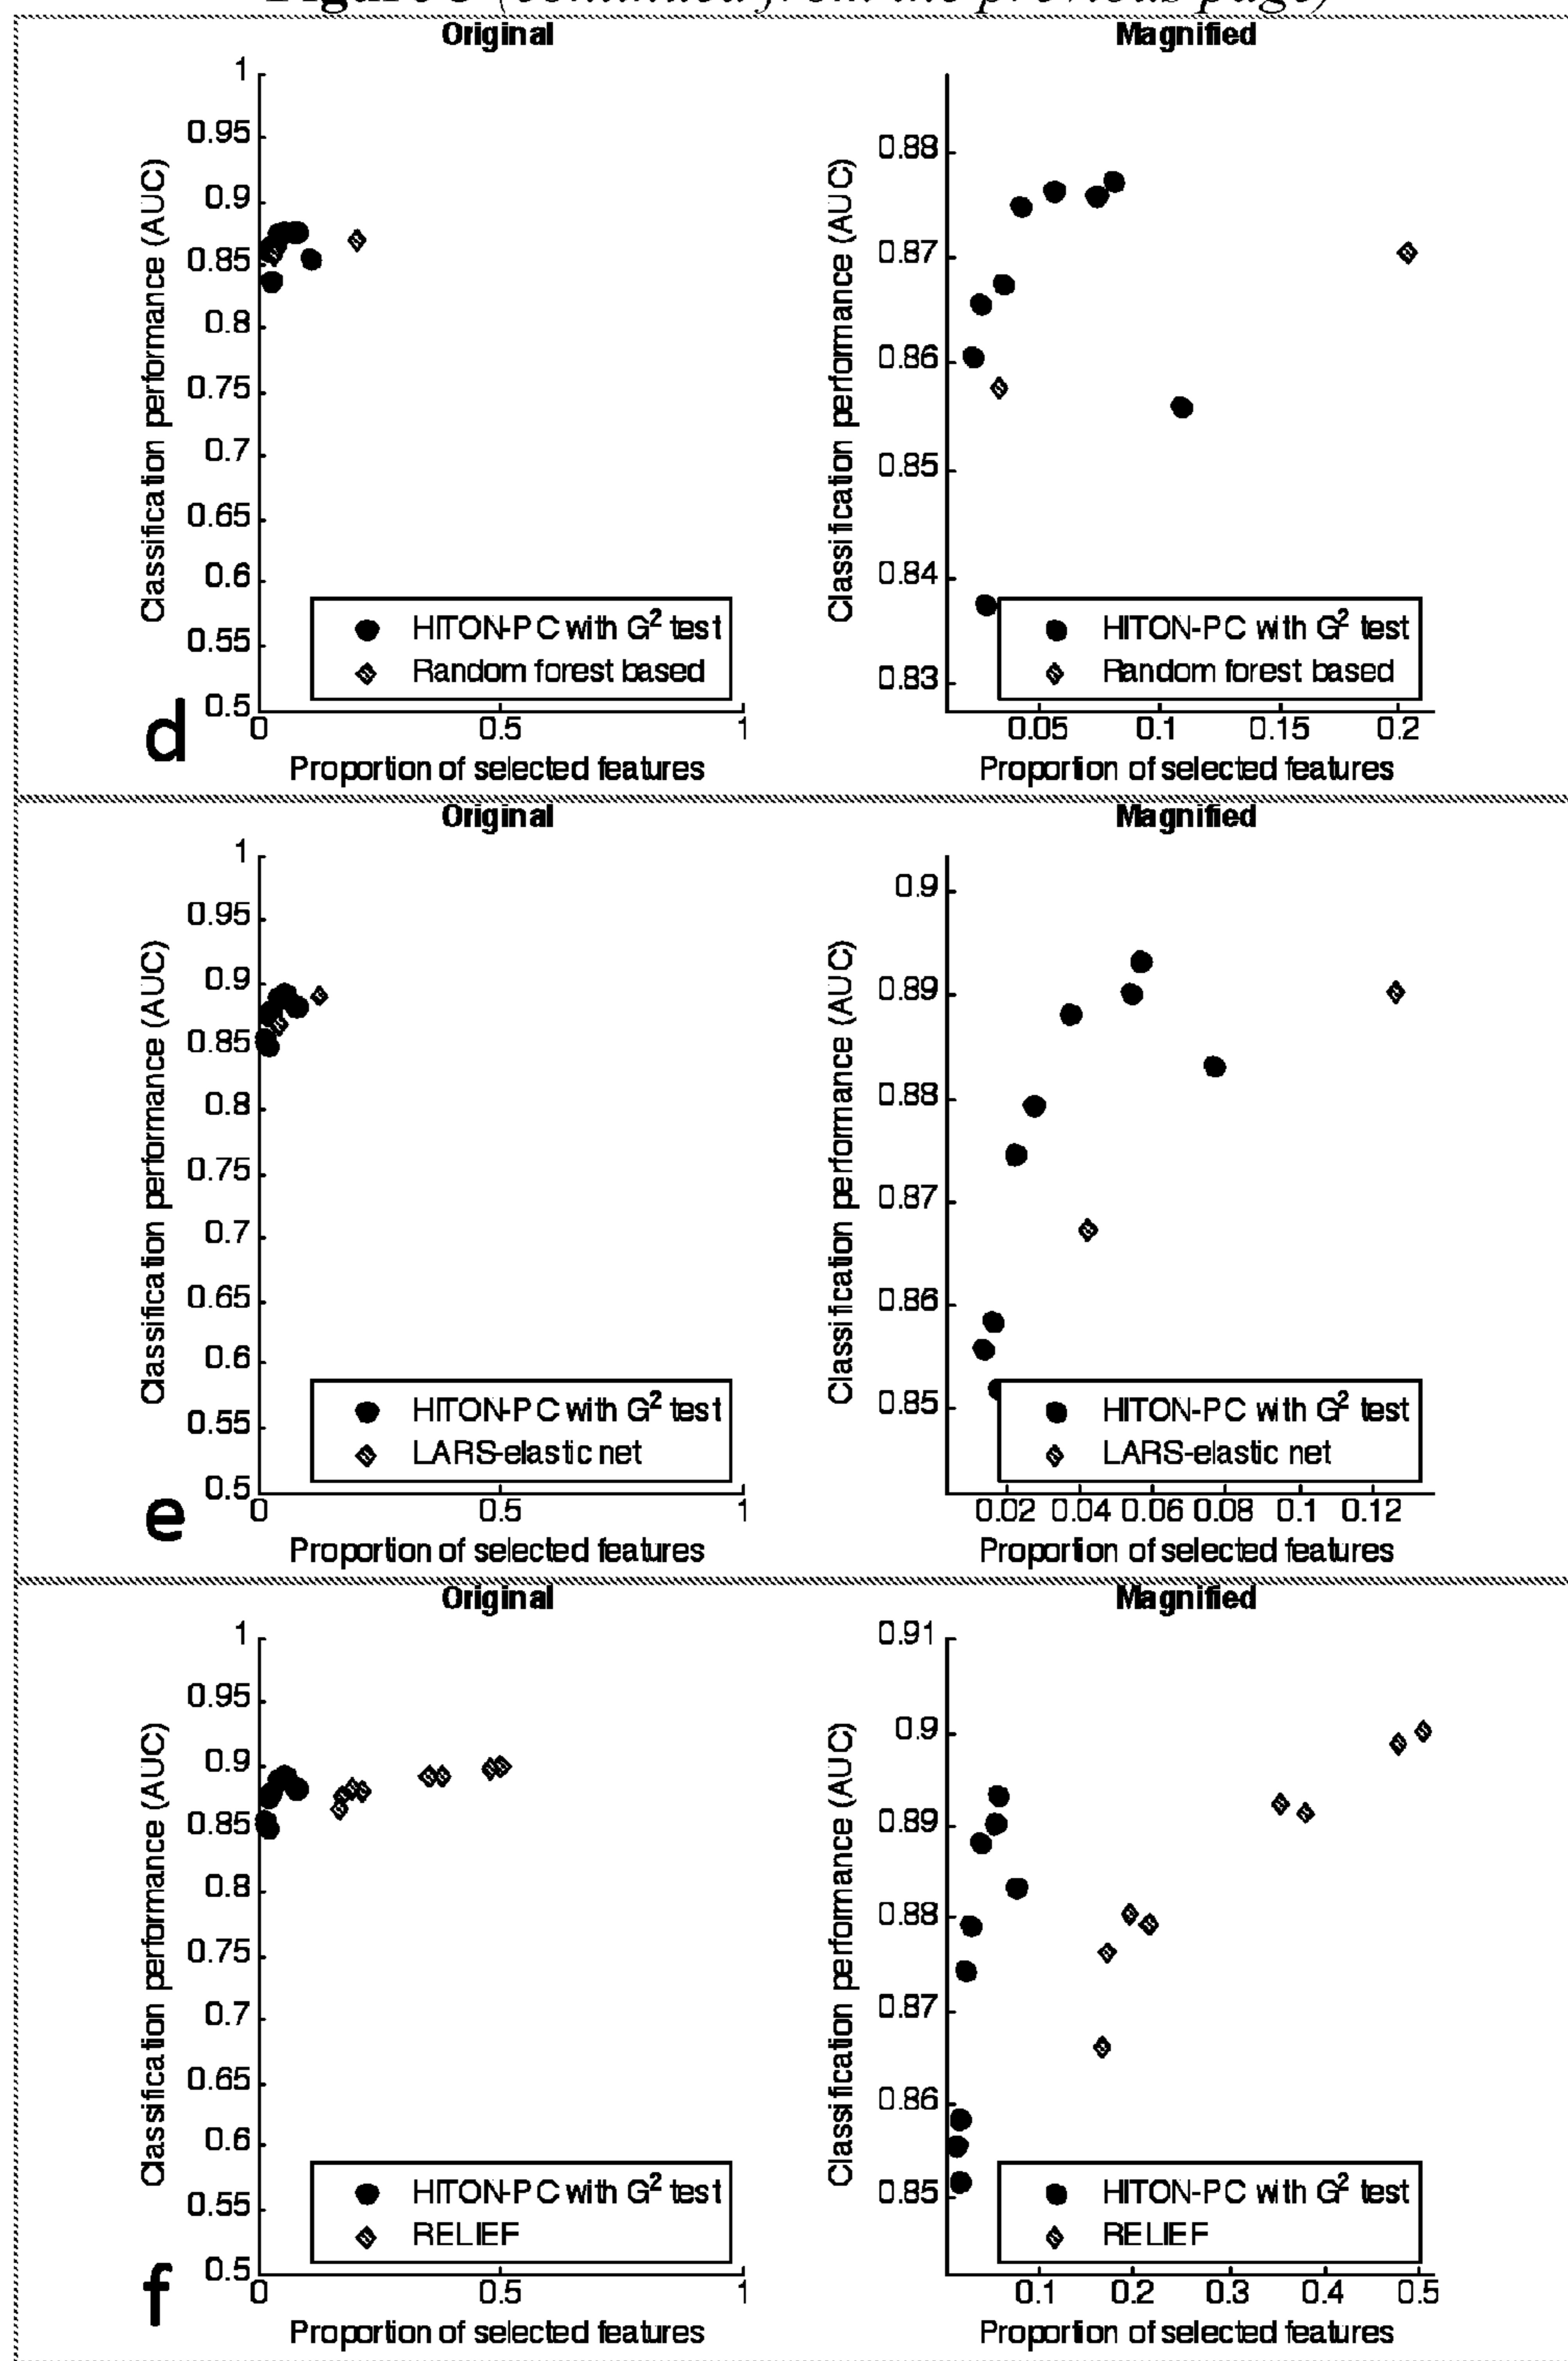 Figure 3 (continued from the previous page)
Original
Magnified
1
0.95
0.9
0.85
0.8
0.75
0.7
0.65
0.6
0.55
0.5
0
0.5
1
Classification performance (AUC)
Proportion of selected features
HITON-PC with G² test
Random forest based
0.88
0.87
0.86
0.85
0.84
0.83
0.05
0.1
0.15
0.2
Classification performance (AUC)
Proportion of selected features
HITON-PC with G² test
Random forest based
d
Original
Magnified
1
0.95
0.9
0.85
0.8
0.75
0.7
0.65
0.6
0.55
0.5
0
0.5
1
Classification performance (AUC)
Proportion of selected features
HITON-PC with G² test
LARS-elastic net
0.9
0.89
0.88
0.87
0.86
0.85
0.02
0.04
0.06
0.08
0.1
0.12
Classification performance (AUC)
Proportion of selected features
HITON-PC with G² test
LARS-elastic net
e
Original
Magnified
1
0.95
0.9
0.85
0.8
0.75
0.7
0.65
0.6
0.55
0.5
0
0.5
1
Classification performance (AUC)
Proportion of selected features
HITON-PC with G² test
RELIEF
0.91
0.9
0.89
0.88
0.87
0.86
0.85
0.1
0.2
0.3
0.4
0.5
Classification performance (AUC)
Proportion of selected features
HITON-PC with G² test
RELIEF
f